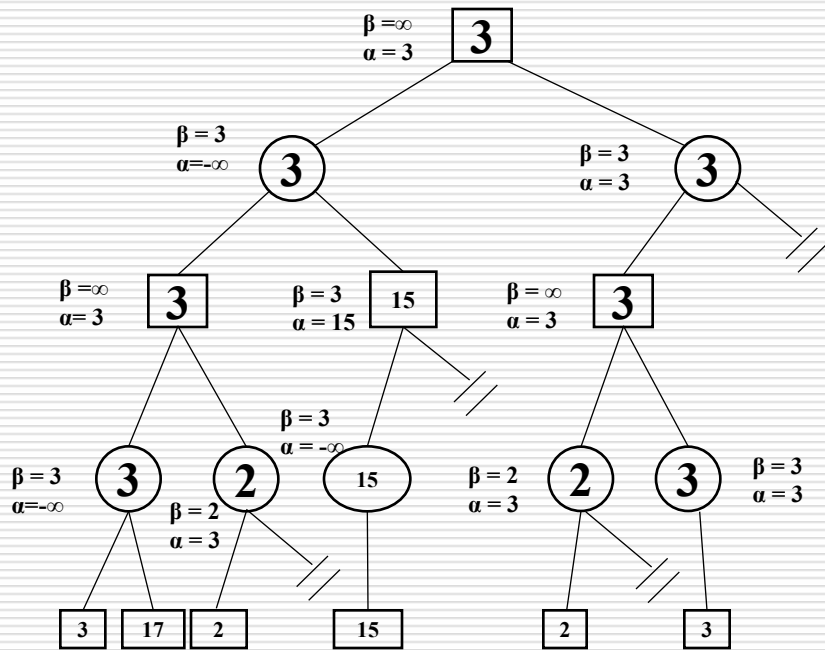 β =∞
α = 3
3
β = 3
α=-∞
3
β = 3
α = 3
3
β =∞
α= 3
3
β = 3
α = 15
15
β = ∞
α = 3
3
β = 3
α=-∞
3
β = 2
α = 3
2
β = 3
α = -∞
15
β = 2
α = 3
2
3
β = 3
α = 3
3
17
2
15
2
3